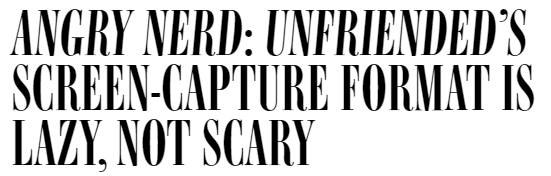 ANGRY NERD: UNFRIENDED’S
SCREEN-CAPTURE FORMAT IS
LAZY, NOT SCARY